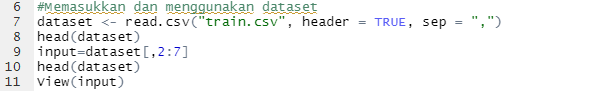 6 #Memasukkan dan menggunakan dataset
7 dataset <- read.csv("train.csv", header = TRUE, sep = ",")
8 head(dataset)
9 input=dataset[,2:7]
10 head(dataset)
11 View(input)